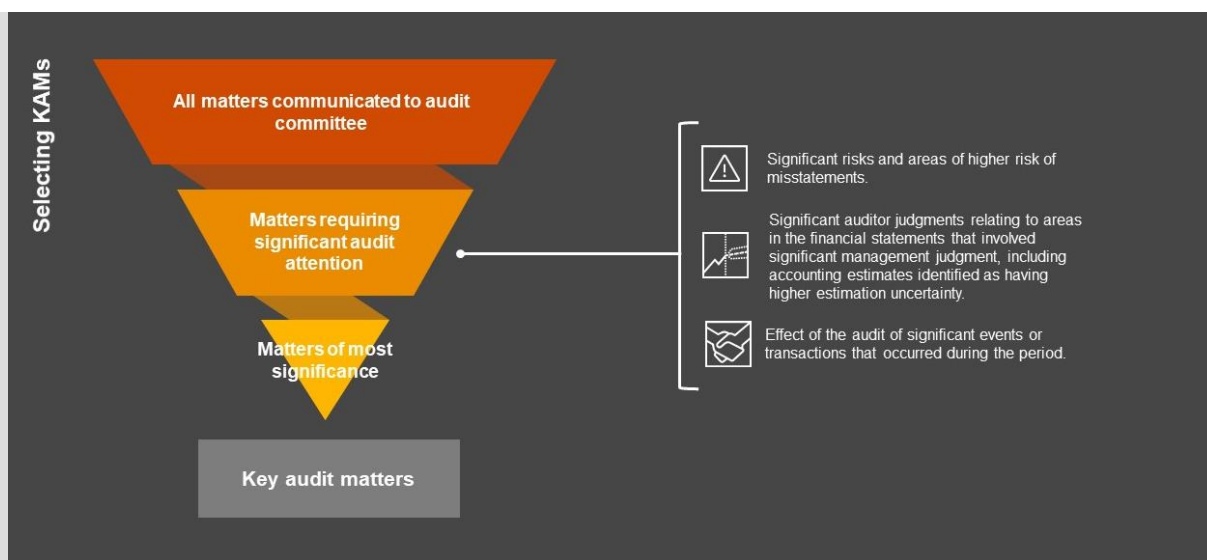 Selecting KAMs
All matters communicated to audit
committee
Matters requiring
significant audit
attention
Matters of most
significance
Key audit matters
Significant risks and areas of higher risk of
misstatements.
Significant auditor judgments relating to areas
in the financial statements that involved
significant management judgment, including
accounting estimates identified as having
higher estimation uncertainty.
Effect of the audit of significant events or
transactions that occurred during the period.